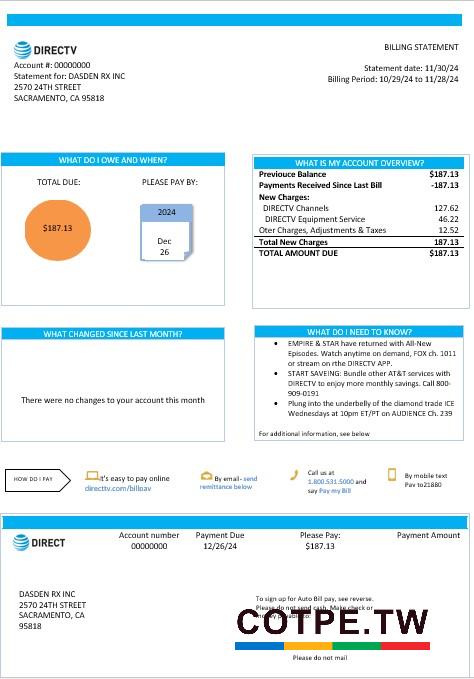 DIRECTV
BILLING STATEMENT
Account #: 00000000
Statement for: DASDEN RX INC
2570 24TH STREET
SACRAMENTO, CA 95818
Statement date: 11/30/24
Billing Period: 10/29/24 to 11/28/24
WHAT DO I OWE AND WHEN?
TOTAL DUE:
PLEASE PAY BY:
$187.13
2024
Dec
26
WHAT IS MY ACCOUNT OVERVIEW?
Previouce Balance $187.13
Payments Received Since Last Bill -187.13
New Charges:
DIRECTV Channels 127.62
DIRECTV Equipment Service 46.22
Oter Charges, Adjustments & Taxes 12.52
Total New Charges 187.13
TOTAL AMOUNT DUE $187.13
WHAT CHANGED SINCE LAST MONTH?
There were no changes to your account this month
WHAT DO I NEED TO KNOW?
• EMPIRE & STAR have returned with All-New
Episodes. Watch anytime on demand, FOX ch. 1011
or stream on rthe DIRECTV APP.
• START SAVEING: Bundle other AT&T services with
DIRECTV to enjoy more monthly savings. Call 800-
909-0191
• Plung into the underbelly of the diamond trade ICE
Wednesdays at 10pm ET/PT on AUDIENCE Ch. 239
For additional information, see below
HOW DO I PAY
It's easy to pay online
directtv.com/billoav
By email- send
remittance below
Call us at
1.800.531.5000 and
say Pay my Bill
By mobile text
Pav to21880
DIRECT
Account number
00000000
Payment Due
12/26/24
Please Pay:
$187.13
Payment Amount
DASDEN RX INC
2570 24TH STREET
SACRAMENTO, CA
95818
To sign up for Auto Bill pay, see reverse.
Please do not send cash. Make check or
COTPE.TW
Please do not mail